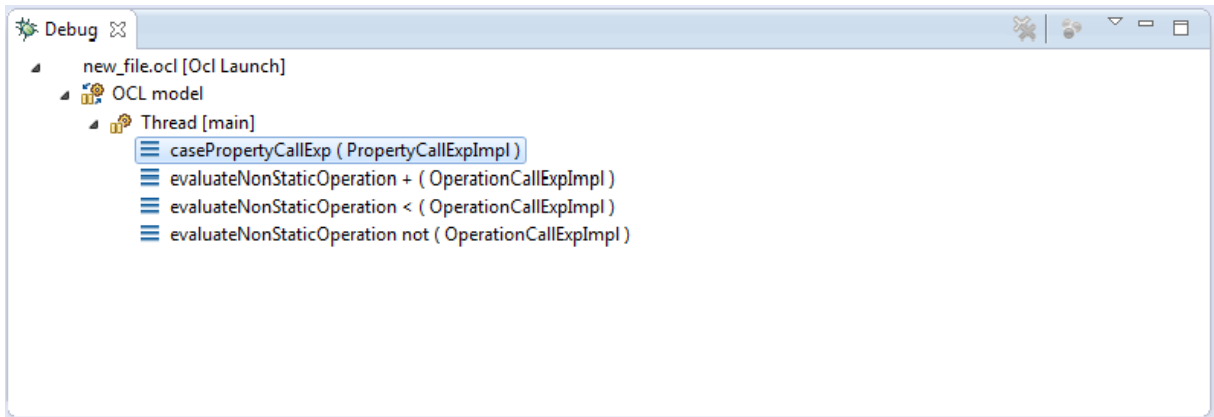 Debug
new_file.ocl [Ocl Launch]
OCL model
Thread [main]
casePropertyCallExp ( PropertyCallExpImpl )
evaluateNonStaticOperation + ( OperationCallExpImpl )
evaluateNonStaticOperation < ( OperationCallExpImpl )
evaluateNonStaticOperation not ( OperationCallExpImpl )